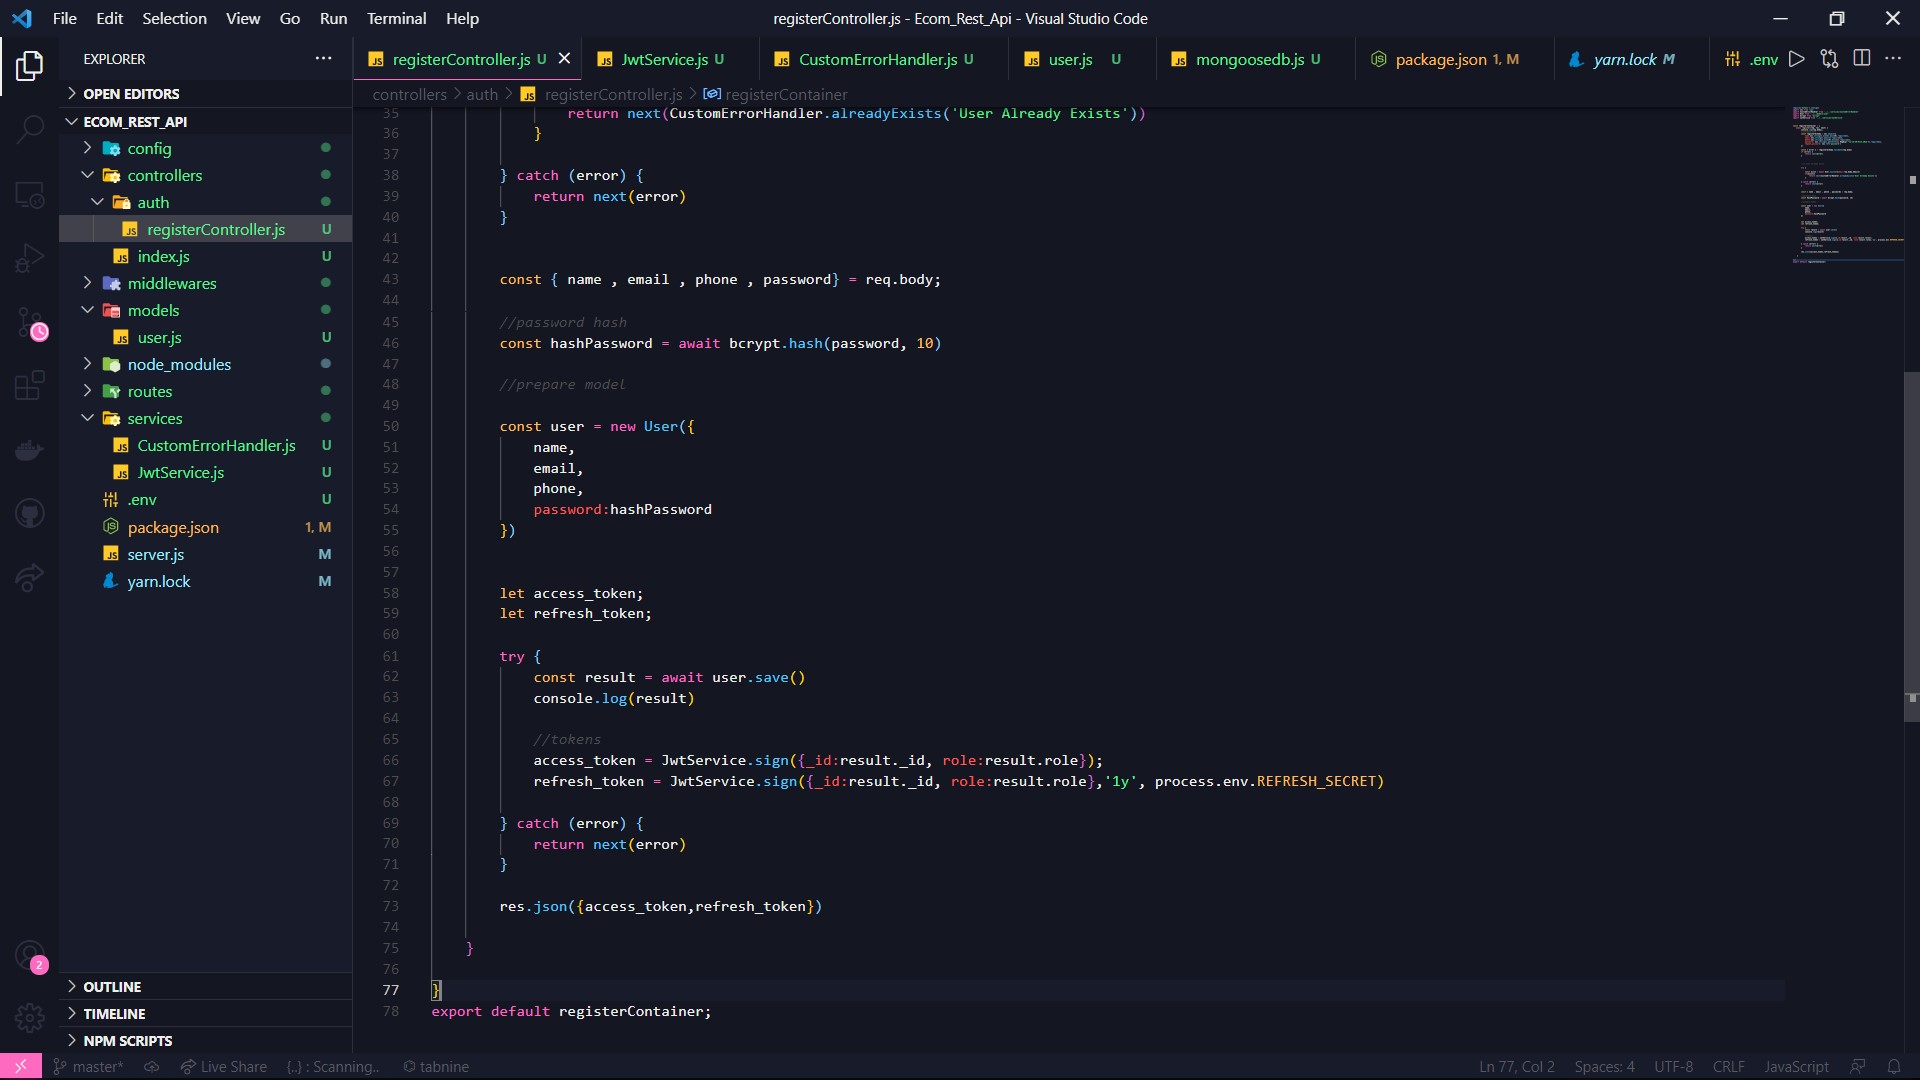 File Edit Selection View Go Run Terminal Help
registerController.js - Ecom_Rest_Api - Visual Studio Code
EXPLORER
OPEN EDITORS
ECOM_REST_API
config
controllers
auth
registerController.js U
index.js U
middlewares
models
user.js U
node_modules
routes
services
CustomErrorHandler.js U
JwtService.js U
.env U
package.json 1, M
server.js M
yarn.lock M
OUTLINE
TIMELINE
NPM SCRIPTS
2
registerController.js U JwtService.js U CustomErrorHandler.js U user.js U mongoosedb.js U package.json 1, M yarn.lock M .env
controllers > auth > registerController.js > registerContainer
35 return next(CustomErrorHandler.alreadyExists('User Already Exists'))
36 }
37
38 } catch (error) {
39 return next(error)
40 }
41
42
43 const { name , email , phone , password} = req.body;
44
45 //password hash
46 const hashPassword = await bcrypt.hash(password, 10)
47
48 //prepare model
49
50 const user = new User({
51 name,
52 email,
53 phone,
54 password:hashPassword
55 })
56
57
58 let access_token;
59 let refresh_token;
60
61 try {
62 const result = await user.save()
63 console.log(result)
64
65 //tokens
66 access_token = JwtService.sign({_id:result._id, role:result.role});
67 refresh_token = JwtService.sign({_id:result._id, role:result.role},'1y', process.env.REFRESH_SECRET)
68
69 } catch (error) {
70 return next(error)
71 }
72
73 res.json({access_token,refresh_token})
74
75 }
76
77 }
78 export default registerContainer;
master* Live Share {..} : Scanning.. tabnine
Ln 77, Col 2 Spaces: 4 UTF-8 CRLF JavaScript